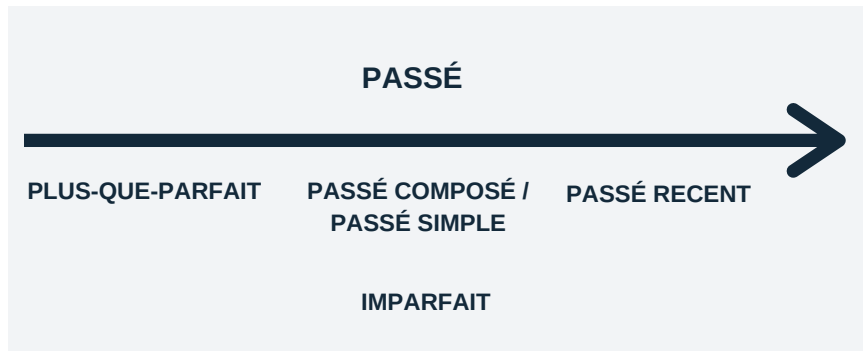 PASSÉ
PLUS-QUE-PARFAIT
PASSÉ COMPOSÉ /
PASSÉ SIMPLE
PASSÉ RECENT
IMPARFAIT